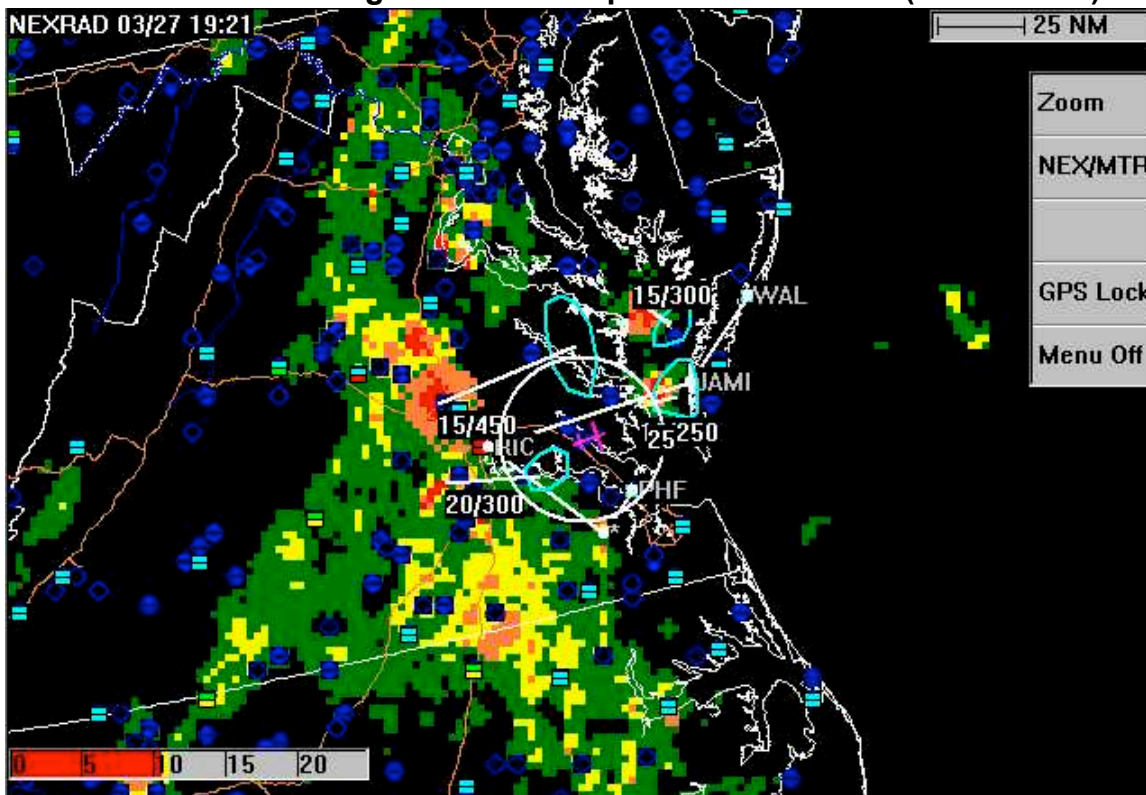 NEXRAD 03/27 19:21
25 NM
Zoom
NEX/MTR
15/300
WAL
GPS Lock
Menu Off
JAMI
15/450
25
250
RIC
PHF
20/300
0 5 10 15 20